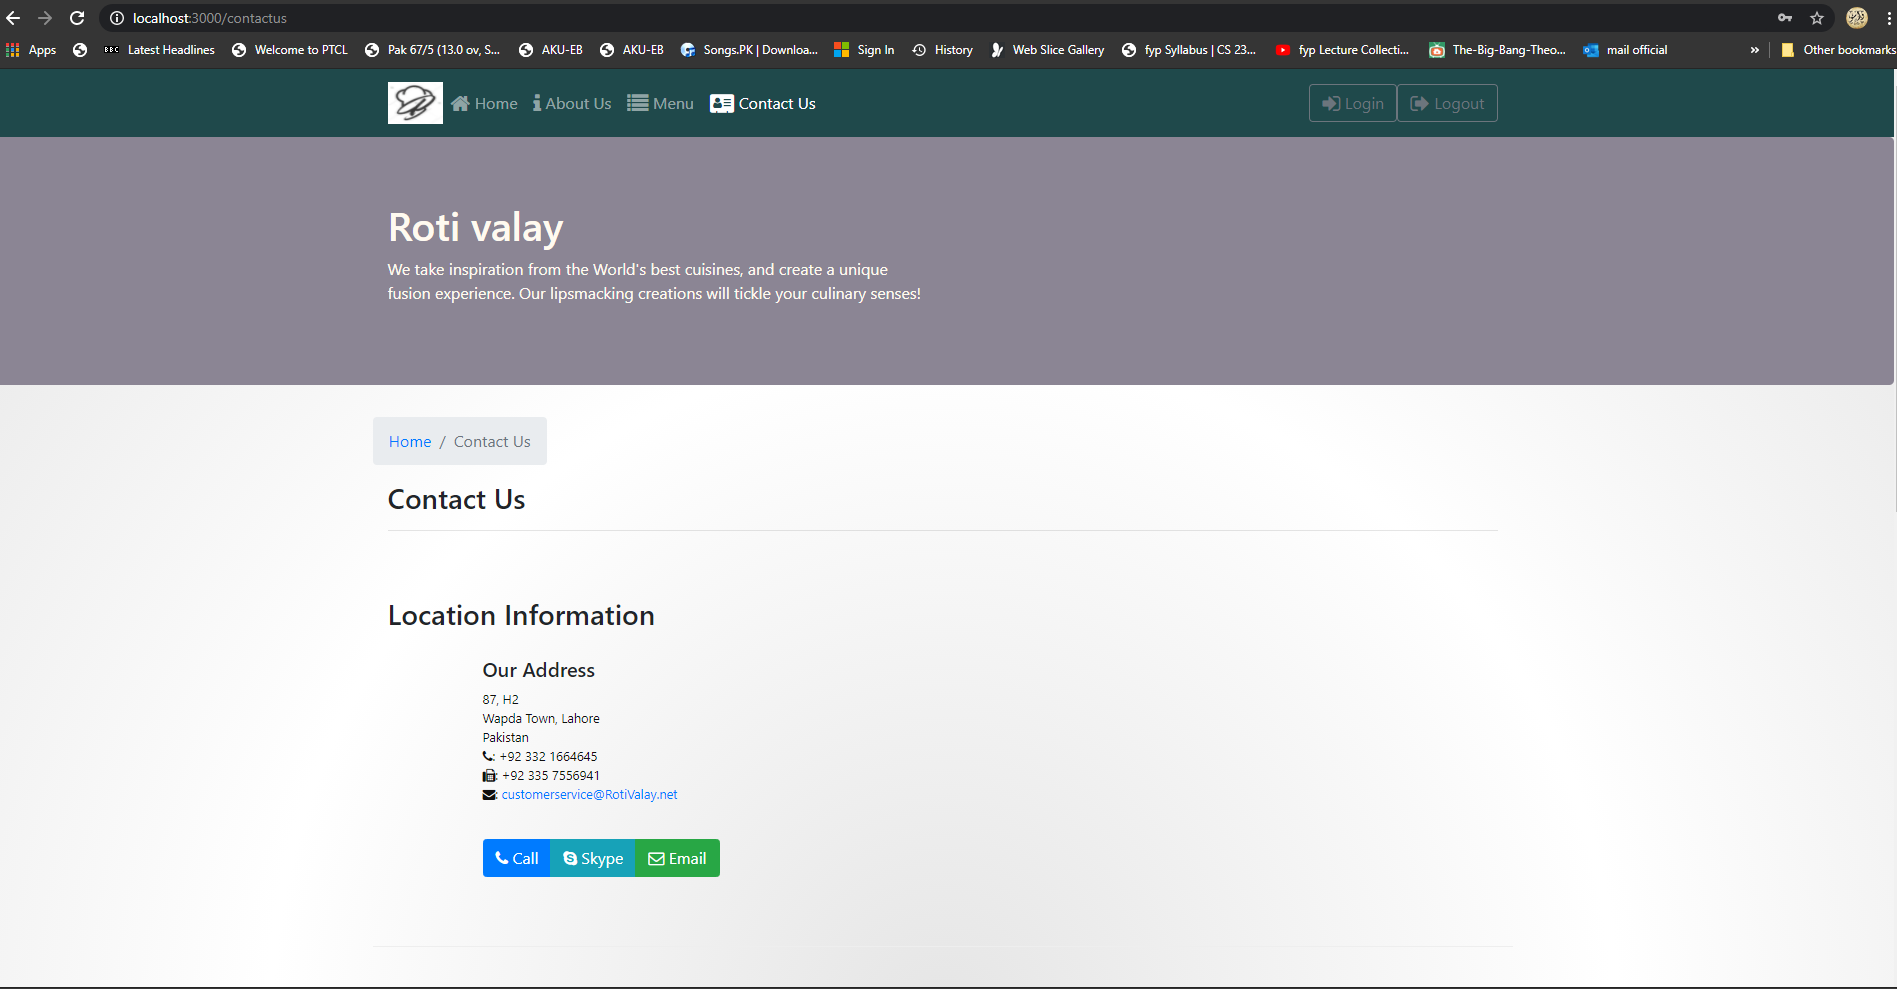 localhost:3000/contactus
Apps
BBC Latest Headlines
Welcome to PTCL
Pak 67/5 (13.0 ov, S...
AKU-EB
AKU-EB
Songs.PK | Downloa...
Sign In
History
Web Slice Gallery
fyp Syllabus | CS 23...
fyp Lecture Collecti...
The-Big-Bang-Theo...
mail official
»
Other bookmarks
Home
About Us
Menu
Contact Us
Login
Logout
Roti valay
We take inspiration from the World's best cuisines, and create a unique
fusion experience. Our lipsmacking creations will tickle your culinary senses!
Home / Contact Us
Contact Us
Location Information
Our Address
87, H2
Wapda Town, Lahore
Pakistan
: +92 332 1664645
: +92 335 7556941
: customerservice@RotiValay.net
Call
Skype
Email